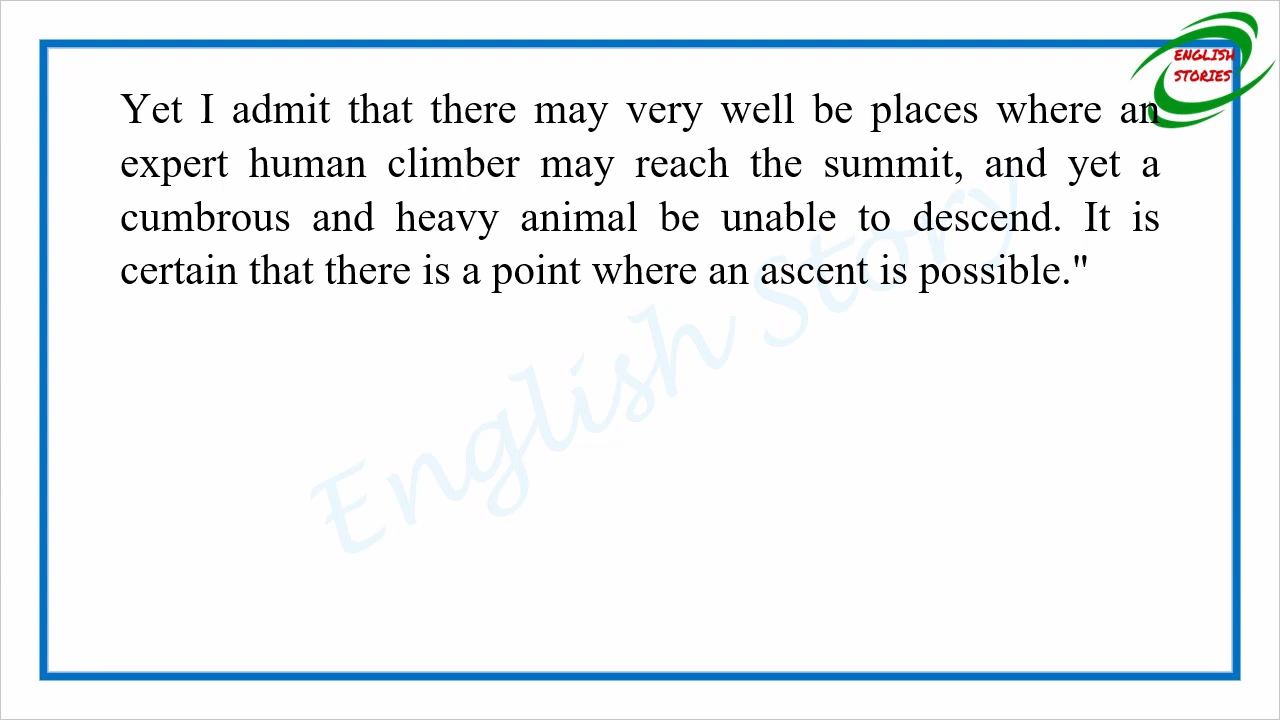 ENGLISH
STORIES
Yet I admit that there may very well be places where an
expert human climber may reach the summit, and yet a
cumbrous and heavy animal be unable to descend. It is
certain that there is a point where an ascent is possible."
English Story